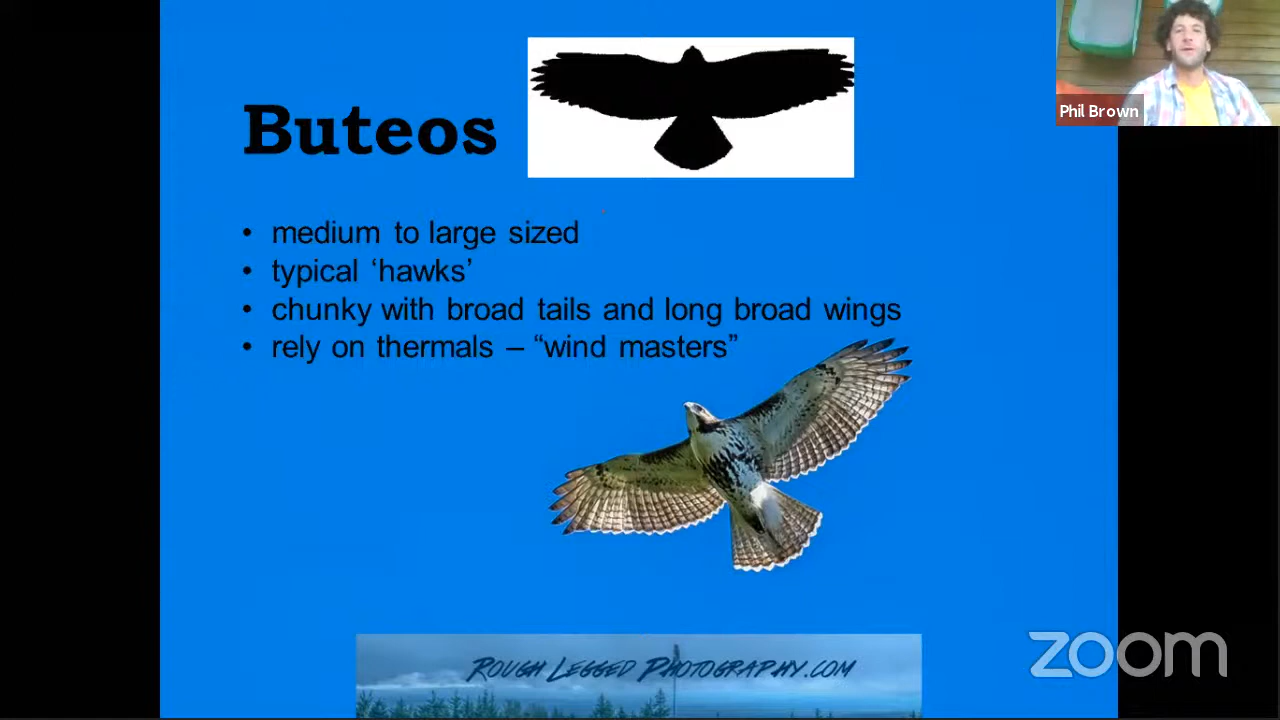 Buteos
• medium to large sized
• typical ‘hawks’
• chunky with broad tails and long broad wings
• rely on thermals – “wind masters”
Rough Legged Photography.com
Phil Brown
zoom